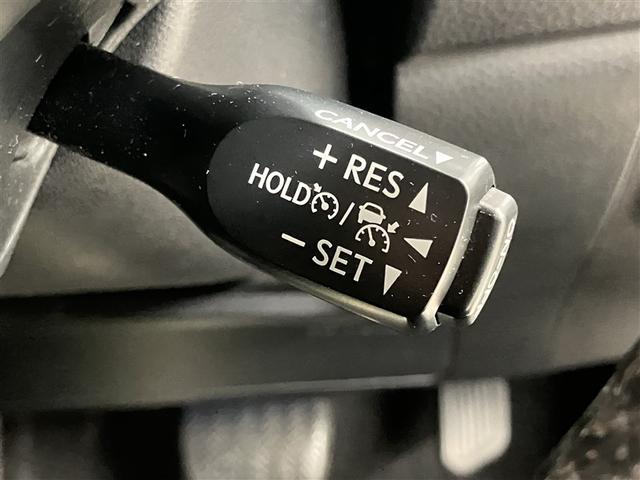 CANCEL▼
+ RES ▲
HOLD / ◀
− SET ▼